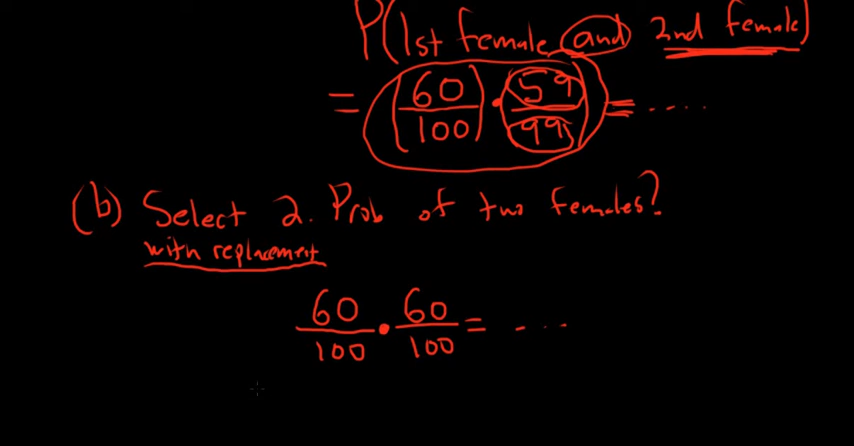 P(1st female and 2nd female)
= (60/100) · (59/99) = ....
(b) Select 2. Prob of two females?
with replacement
60/100 · 60/100 = ...